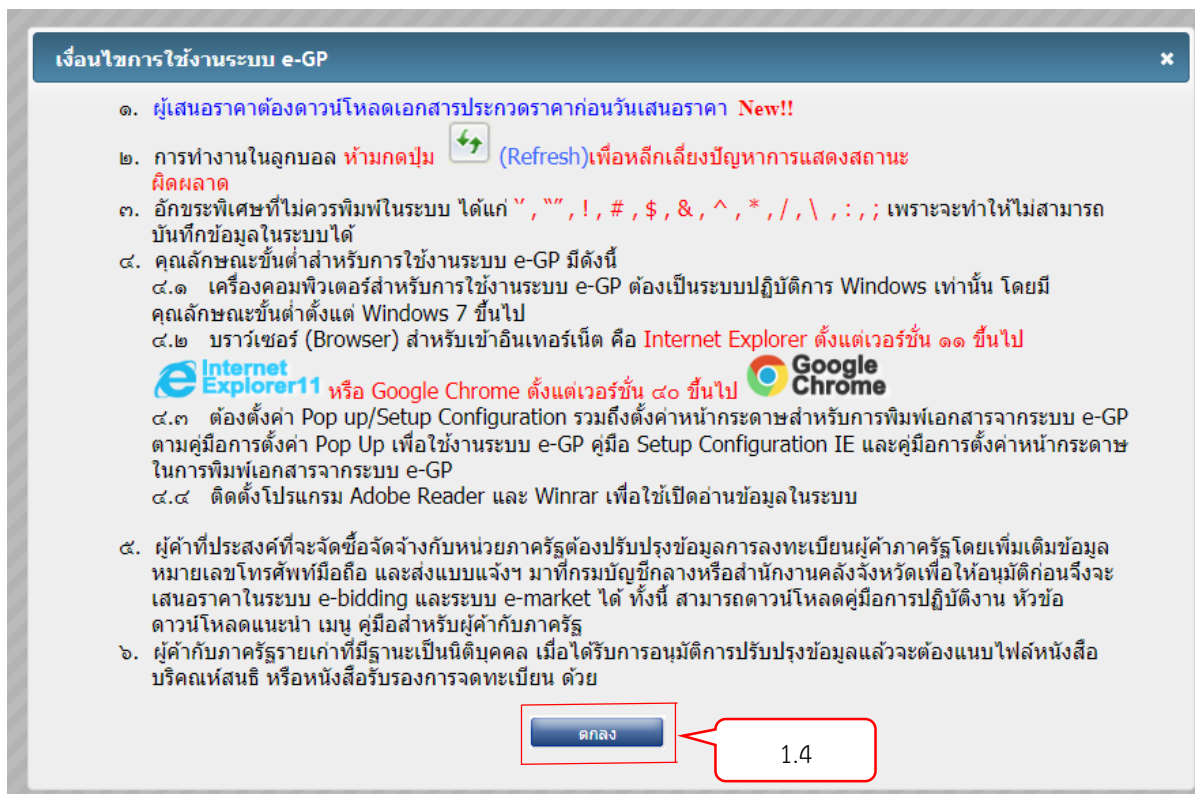 เงื่อนไขการใช้งานระบบ e-GP
๑. ผู้เสนอราคาต้องดาวน์โหลดเอกสารประกวดราคาก่อนวันเสนอราคา New!!
๒. การทำงานในลูกบอล ห้ามกดปุ่ม (Refresh)เพื่อหลีกเลี่ยงปัญหาการแสดงสถานะ
ผิดผลาด
๓. อักขระพิเศษที่ไม่ควรพิมพ์ในระบบ ได้แก่ , ! , # , $ , & , ^ , * , / , \ , : , ; เพราะจะทำให้ไม่สามารถ
บันทึกข้อมูลในระบบได้
๔. คุณลักษณะขั้นต่ำสำหรับการใช้งานระบบ e-GP มีดังนี้
๔.๑ เครื่องคอมพิวเตอร์สำหรับการใช้งานระบบ e-GP ต้องเป็นระบบปฏิบัติการ Windows เท่านั้น โดยมี
คุณลักษณะขั้นต่ำตั้งแต่ Windows 7 ขึ้นไป
๔.๒ บราว์เซอร์ (Browser) สำหรับเข้าอินเทอร์เน็ต คือ Internet Explorer ตั้งแต่เวอร์ชั่น ๑๑ ขึ้นไป
Internet Explorer11 หรือ Google Chrome ตั้งแต่เวอร์ชั่น ๔๐ ขึ้นไป Google Chrome
๔.๓ ต้องตั้งค่า Pop up/Setup Configuration รวมถึงตั้งค่าหน้ากระดาษสำหรับการพิมพ์เอกสารจากระบบ e-GP
ตามคู่มือการตั้งค่า Pop Up เพื่อใช้งานระบบ e-GP คู่มือ Setup Configuration IE และคู่มือการตั้งค่าหน้ากระดาษ
ในการพิมพ์เอกสารจากระบบ e-GP
๔.๔ ติดตั้งโปรแกรม Adobe Reader และ Winrar เพื่อใช้เปิดอ่านข้อมูลในระบบ
๕. ผู้ค้าที่ประสงค์ที่จะจัดซื้อจัดจ้างกับหน่วยภาครัฐต้องปรับปรุงข้อมูลการลงทะเบียนผู้ค้าภาครัฐโดยเพิ่มเติมข้อมูล
หมายเลขโทรศัพท์มือถือ และส่งแบบแจ้งฯ มาที่กรมบัญชีกลางหรือสำนักงานคลังจังหวัดเพื่อให้อนุมัติก่อนจึงจะ
เสนอราคาในระบบ e-bidding และระบบ e-market ได้ ทั้งนี้ สามารถดาวน์โหลดคู่มือการปฏิบัติงาน หัวข้อ
ดาวน์โหลดแนะนำ เมนู คู่มือสำหรับผู้ค้ากับภาครัฐ
๖. ผู้ค้ากับภาครัฐรายเก่าที่มีฐานะเป็นนิติบุคคล เมื่อได้รับการอนุมัติการปรับปรุงข้อมูลแล้วจะต้องแนบไฟล์หนังสือ
บริคณห์สนธิ หรือหนังสือรับรองการจดทะเบียน ด้วย
ตกลง
1.4